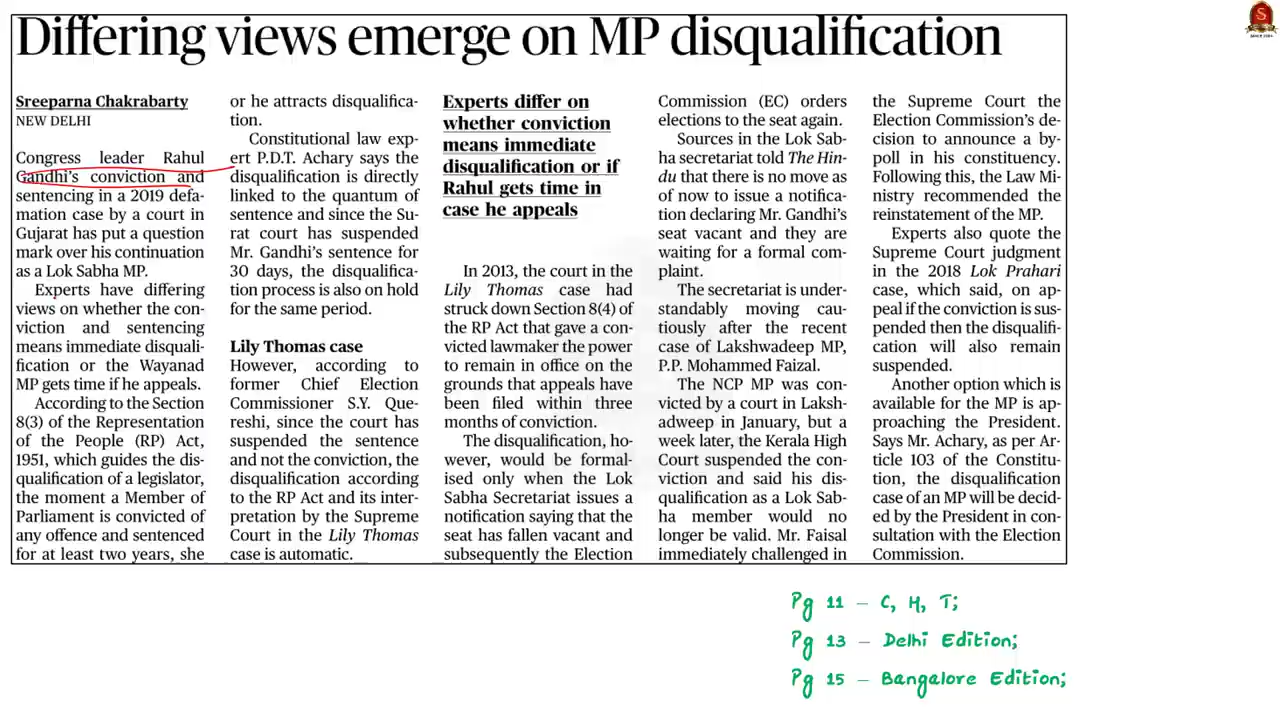 Differing views emerge on MP disqualification
Sreeparna Chakrabarty
NEW DELHI
Congress leader Rahul
Gandhi's conviction and
sentencing in a 2019 defa-
mation case by a court in
Gujarat has put a question
mark over his continuation
as a Lok Sabha MP.
Experts have differing
views on whether the con-
viction and sentencing
means immediate disquali-
fication or the Wayanad
MP gets time if he appeals.
According to the Section
8(3) of the Representation
of the People (RP) Act,
1951, which guides the dis-
qualification of a legislator,
the moment a Member of
Parliament is convicted of
any offence and sentenced
for at least two years, she
or he attracts disqualifica-
tion.
Constitutional law exp-
ert P.D.T. Achary says the
disqualification is directly
linked to the quantum of
sentence and since the Su-
rat court has suspended
Mr. Gandhi's sentence for
30 days, the disqualifica-
tion process is also on hold
for the same period.
Lily Thomas case
However, according to
former Chief Election
Commissioner S.Y. Que-
reshi, since the court has
suspended the sentence
and not the conviction, the
disqualification according
to the RP Act and its inter-
pretation by the Supreme
Court in the Lily Thomas
case is automatic.
Experts differ on
whether conviction
means immediate
disqualification or if
Rahul gets time in
case he appeals
In 2013, the court in the
Lily Thomas case had
struck down Section 8(4) of
the RP Act that gave a con-
victed lawmaker the power
to remain in office on the
grounds that appeals have
been filed within three
months of conviction.
The disqualification, ho-
wever, would be formal-
ised only when the Lok
Sabha Secretariat issues a
notification saying that the
seat has fallen vacant and
subsequently the Election
Commission (EC) orders
elections to the seat again.
Sources in the Lok Sab-
ha secretariat told The Hin-
du that there is no move as
of now to issue a notifica-
tion declaring Mr. Gandhi's
seat vacant and they are
waiting for a formal com-
plaint.
The secretariat is under-
standably moving cau-
tiously after the recent
case of Lakshwadeep MP,
P.P. Mohammed Faizal.
The NCP MP was con-
victed by a court in Laksh-
adweep in January, but a
week later, the Kerala High
Court suspended the con-
viction and said his dis-
qualification as a Lok Sab-
ha member would no
longer be valid. Mr. Faisal
immediately challenged in
the Supreme Court the
Election Commission's de-
cision to announce a by-
poll in his constituency.
Following this, the Law Mi-
nistry recommended the
reinstatement of the MP.
Experts also quote the
Supreme Court judgment
in the 2018 Lok Prahari
case, which said, on ap-
peal if the conviction is sus-
pended then the disqualifi-
cation will also remain
suspended.
Another option which is
available for the MP is ap-
proaching the President.
Says Mr. Achary, as per Ar-
ticle 103 of the Constitu-
tion, the disqualification
case of an MP will be decid-
ed by the President in con-
sultation with the Election
Commission.
S
SINCE 2004
Pg 11 – C, H, T;
Pg 13 – Delhi Edition;
Pg 15 – Bangalore Edition;